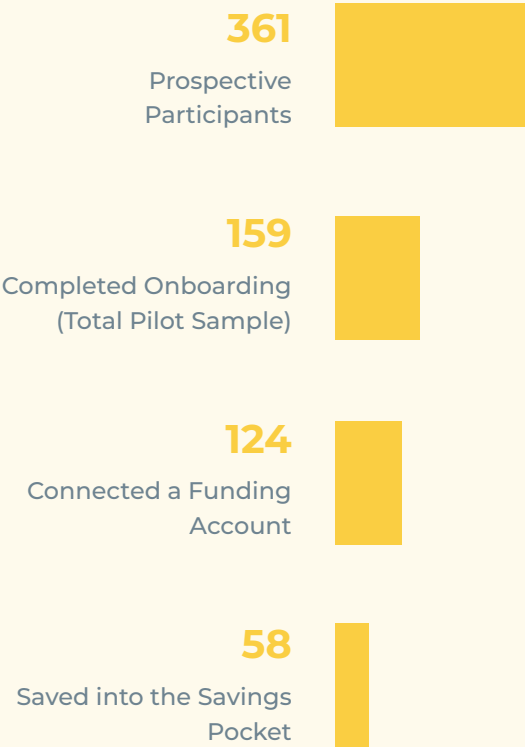 361
Prospective
Participants
159
Completed Onboarding
(Total Pilot Sample)
124
Connected a Funding
Account
58
Saved into the Savings
Pocket